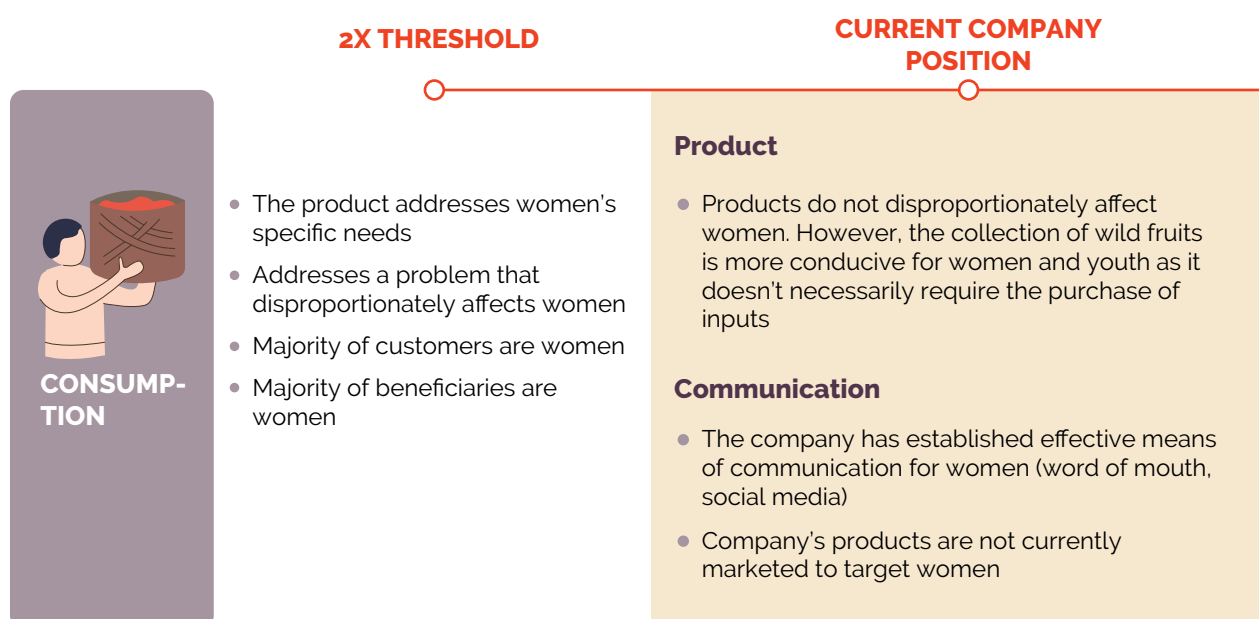 2X THRESHOLD
CURRENT COMPANY
POSITION
CONSUMP-
TION
• The product addresses women's
specific needs
• Addresses a problem that
disproportionately affects women
• Majority of customers are women
• Majority of beneficiaries are
women
Product
• Products do not disproportionately affect
women. However, the collection of wild fruits
is more conducive for women and youth as it
doesn't necessarily require the purchase of
inputs
Communication
• The company has established effective means
of communication for women (word of mouth,
social media)
• Company's products are not currently
marketed to target women